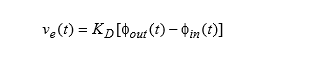 v_e(t) = K_D[ϕ_out(t) − ϕ_in(t)]